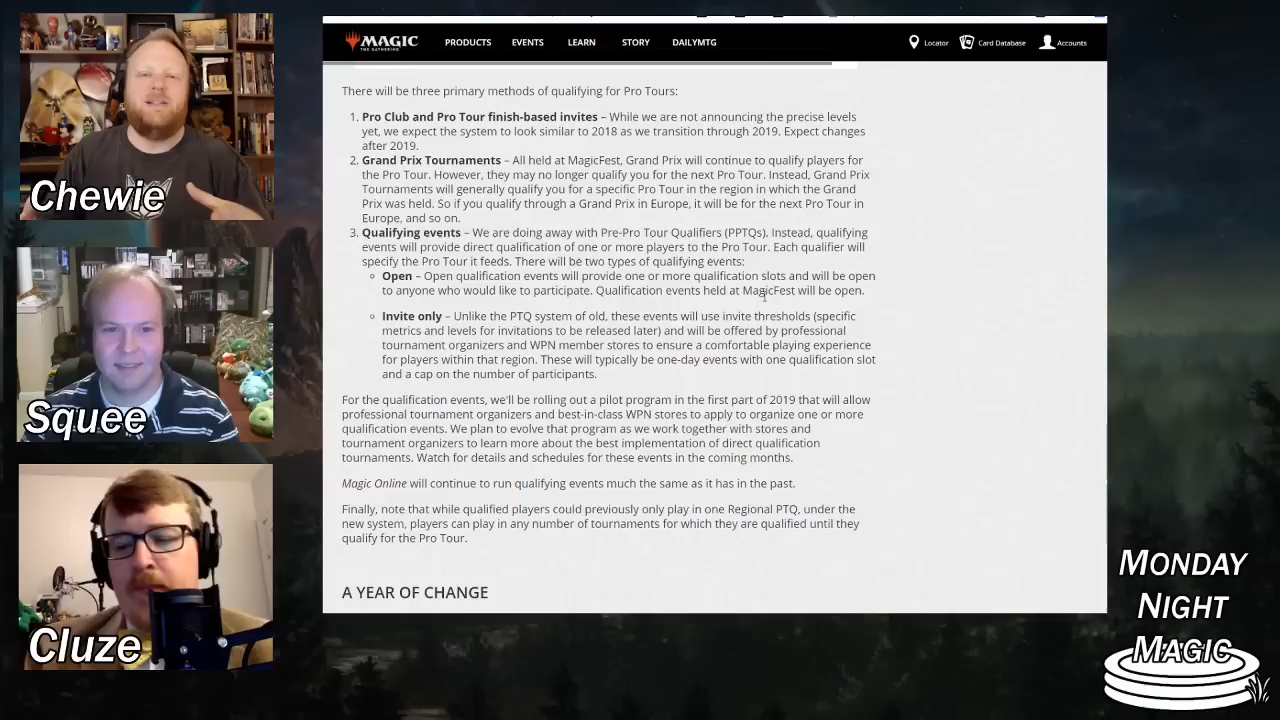 Chewie
Squee
Cluze
MAGIC
THE GATHERING
PRODUCTS
EVENTS
LEARN
STORY
DAILYMTG
Locator
Card Database
Accounts
There will be three primary methods of qualifying for Pro Tours:
1. Pro Club and Pro Tour finish-based invites – While we are not announcing the precise levels
yet, we expect the system to look similar to 2018 as we transition through 2019. Expect changes
after 2019.
2. Grand Prix Tournaments – All held at MagicFest, Grand Prix will continue to qualify players for
the Pro Tour. However, they may no longer qualify you for the next Pro Tour. Instead, Grand Prix
Tournaments will generally qualify you for a specific Pro Tour in the region in which the Grand
Prix was held. So if you qualify through a Grand Prix in Europe, it will be for the next Pro Tour in
Europe, and so on.
3. Qualifying events – We are doing away with Pre-Pro Tour Qualifiers (PPTQs). Instead, qualifying
events will provide direct qualification of one or more players to the Pro Tour. Each qualifier will
specify the Pro Tour it feeds. There will be two types of qualifying events:
Open – Open qualification events will provide one or more qualification slots and will be open
to anyone who would like to participate. Qualification events held at MagicFest will be open.
Invite only – Unlike the PTQ system of old, these events will use invite thresholds (specific
metrics and levels for invitations to be released later) and will be offered by professional
tournament organizers and WPN member stores to ensure a comfortable playing experience
for players within that region. These will typically be one-day events with one qualification slot
and a cap on the number of participants.
For the qualification events, we'll be rolling out a pilot program in the first part of 2019 that will allow
professional tournament organizers and best-in-class WPN stores to apply to organize one or more
qualification events. We plan to evolve that program as we work together with stores and
tournament organizers to learn more about the best implementation of direct qualification
tournaments. Watch for details and schedules for these events in the coming months.
Magic Online will continue to run qualifying events much the same as it has in the past.
Finally, note that while qualified players could previously only play in one Regional PTQ, under the
new system, players can play in any number of tournaments for which they are qualified until they
qualify for the Pro Tour.
A YEAR OF CHANGE
MONDAY
NIGHT
MAGIC